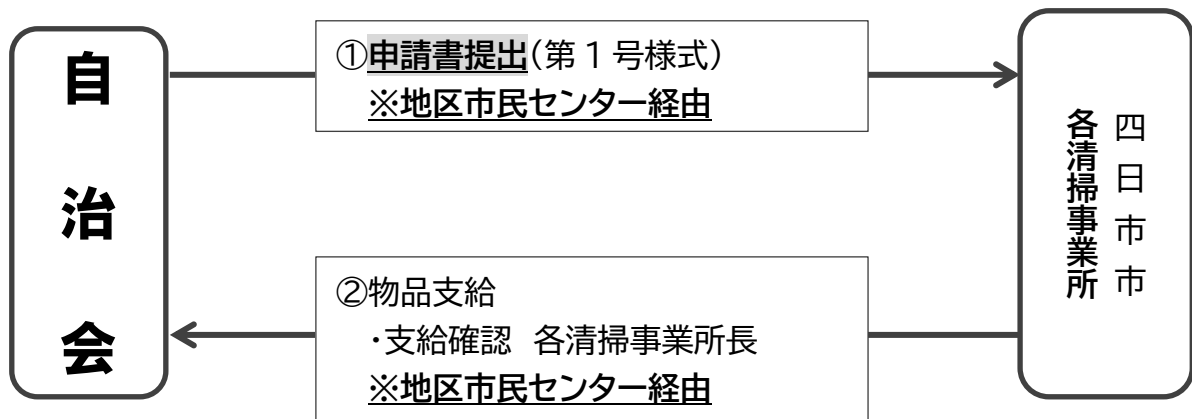 自治会
①申請書提出(第1号様式)
※地区市民センター経由
②物品支給
・支給確認 各清掃事業所長
※地区市民センター経由
四日市市
各清掃事業所